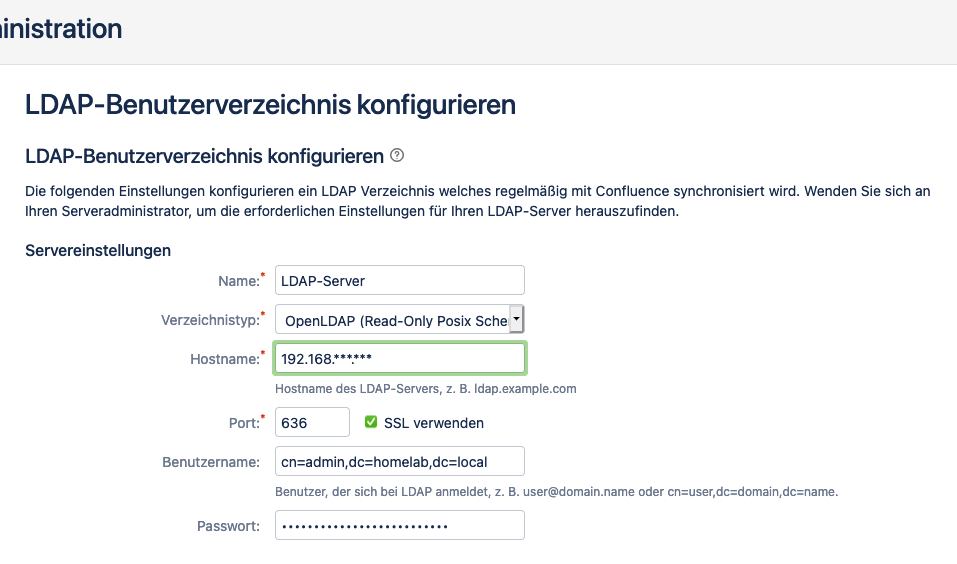 inistration
LDAP-Benutzerverzeichnis konfigurieren
LDAP-Benutzerverzeichnis konfigurieren ?
Die folgenden Einstellungen konfigurieren ein LDAP Verzeichnis welches regelmäßig mit Confluence synchronisiert wird. Wenden Sie sich an
Ihren Serveradministrator, um die erforderlichen Einstellungen für Ihren LDAP-Server herauszufinden.
Servereinstellungen
Name:* LDAP-Server
Verzeichnistyp:* OpenLDAP (Read-Only Posix Sche
Hostname:* 192.168.***.***
Hostname des LDAP-Servers, z. B. ldap.example.com
Port:* 636 SSL verwenden
Benutzername: cn=admin,dc=homelab,dc=local
Benutzer, der sich bei LDAP anmeldet, z. B. user@domain.name oder cn=user,dc=domain,dc=name.
Passwort: ••••••••••••••••••••••••••